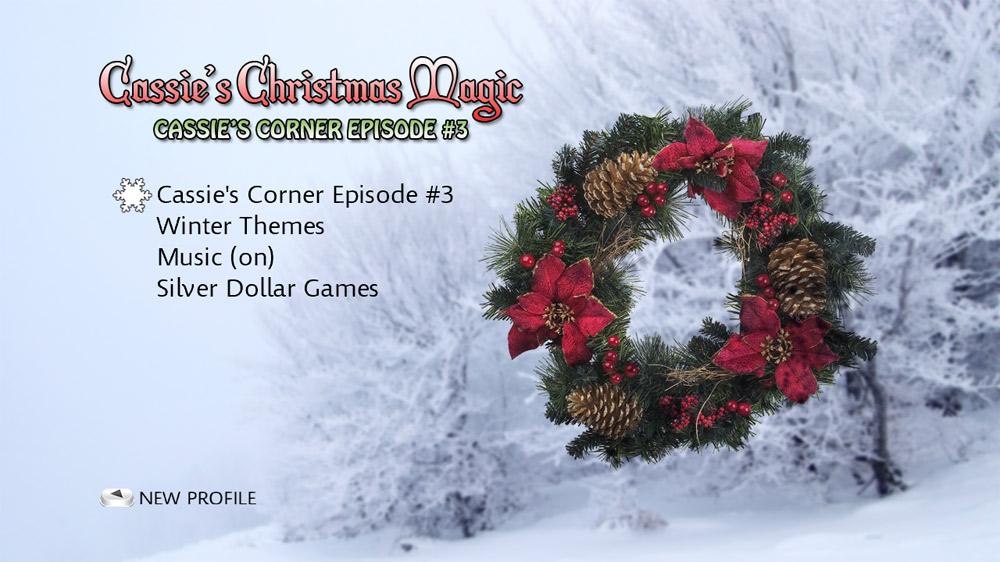 Cassie's Christmas Magic
CASSIE'S CORNER EPISODE #3
Cassie's Corner Episode #3
Winter Themes
Music (on)
Silver Dollar Games
NEW PROFILE